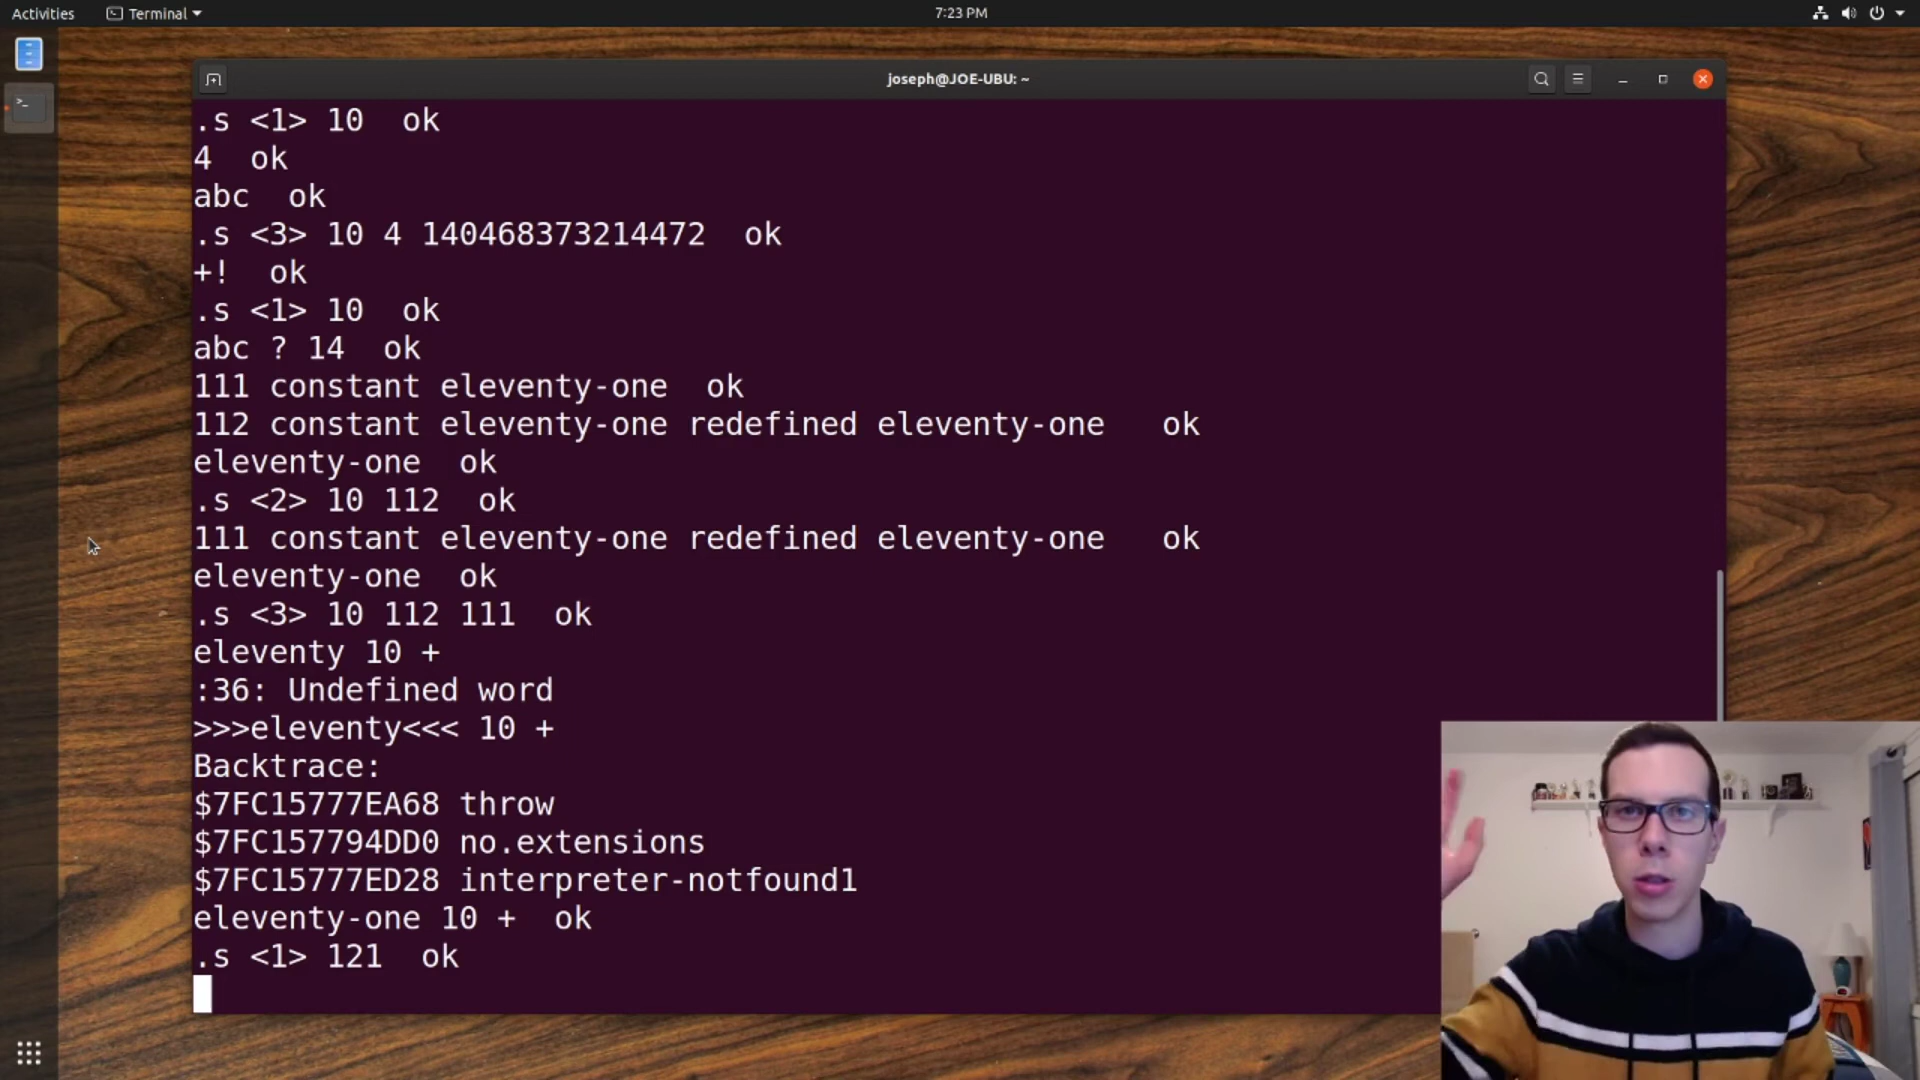 Activities
Terminal
7:23 PM
joseph@JOE-UBU: ~
.s <1> 10  ok
4  ok
abc  ok
.s <3> 10 4 140468373214472  ok
+!  ok
.s <1> 10  ok
abc ? 14  ok
111 constant eleventy-one  ok
112 constant eleventy-one redefined eleventy-one   ok
eleventy-one  ok
.s <2> 10 112  ok
111 constant eleventy-one redefined eleventy-one   ok
eleventy-one  ok
.s <3> 10 112 111  ok
eleventy 10 +
:36: Undefined word
>>>eleventy<<< 10 +
Backtrace:
$7FC15777EA68 throw
$7FC157794DD0 no.extensions
$7FC15777ED28 interpreter-notfound1
eleventy-one 10 +  ok
.s <1> 121  ok